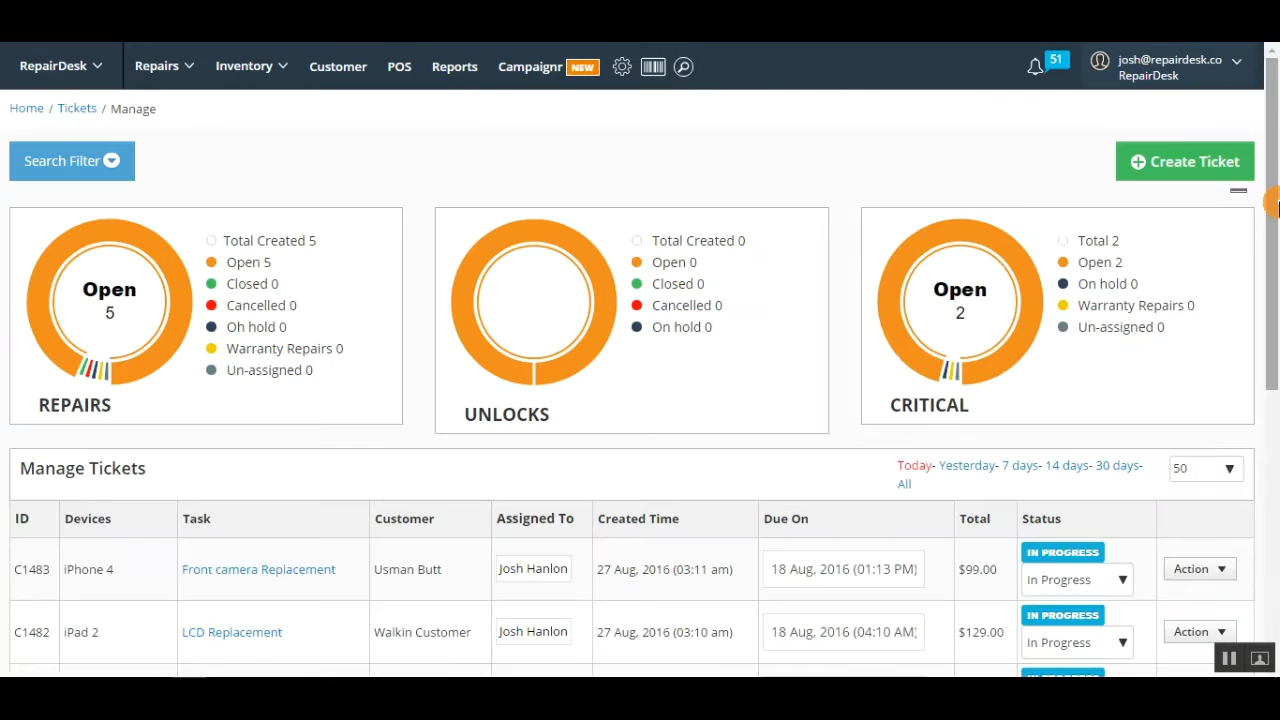 RepairDesk Repairs Inventory Customer POS Reports Campaignr NEW 51 josh@repairdesk.co
RepairDesk
Home / Tickets / Manage
Search Filter
Create Ticket
Open
5
Total Created 5
Open 5
Closed 0
Cancelled 0
Oh hold 0
Warranty Repairs 0
Un-assigned 0
REPAIRS
Total Created 0
Open 0
Closed 0
Cancelled 0
On hold 0
UNLOCKS
Open
2
Total 2
Open 2
On hold 0
Warranty Repairs 0
Un-assigned 0
CRITICAL
Manage Tickets
Today- Yesterday- 7 days- 14 days- 30 days-
All
50
ID Devices Task Customer Assigned To Created Time Due On Total Status
C1483 iPhone 4 Front camera Replacement Usman Butt Josh Hanlon 27 Aug, 2016 (03:11 am) 18 Aug, 2016 (01:13 PM) $99.00 IN PROGRESS
In Progress Action
C1482 iPad 2 LCD Replacement Walkin Customer Josh Hanlon 27 Aug, 2016 (03:10 am) 18 Aug, 2016 (04:10 AM) $129.00 IN PROGRESS
In Progress Action